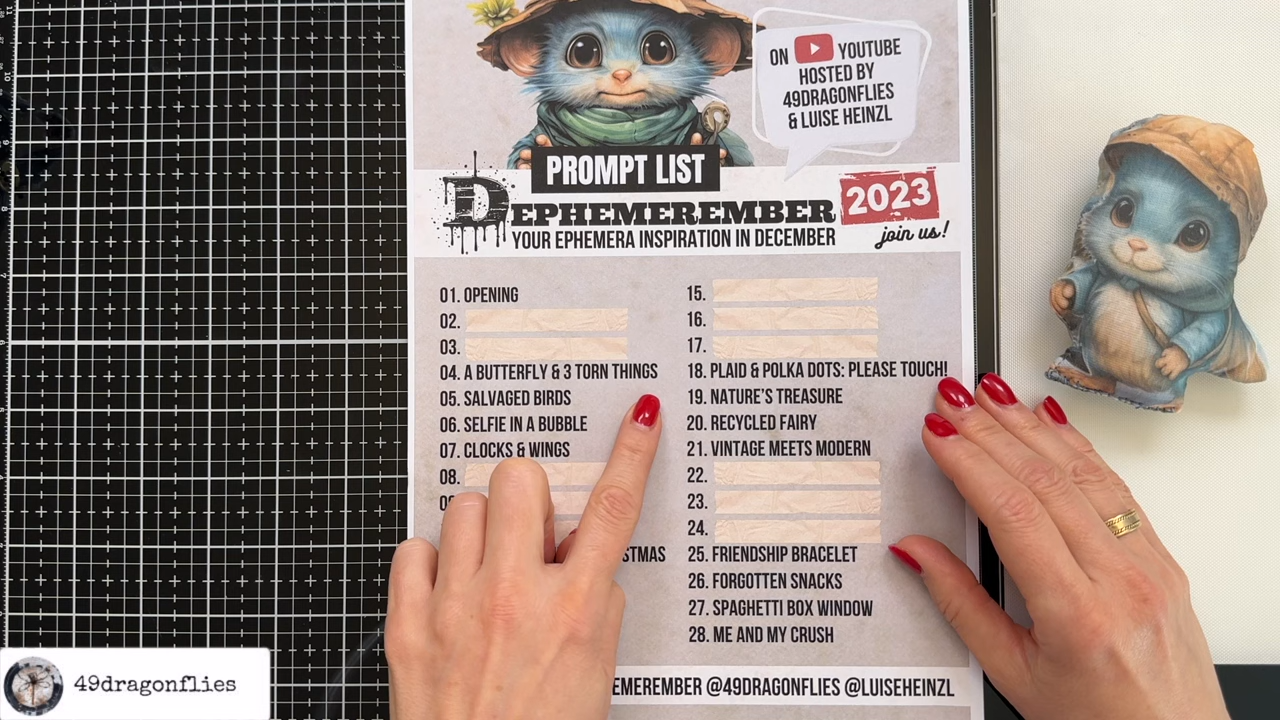 ON YOUTUBE
HOSTED BY
49DRAGONFLIES
& LUISE HEINZL
PROMPT LIST
DEPHEMEREMBER
2023
YOUR EPHEMERA INSPIRATION IN DECEMBER
join us!
01. OPENING
02.
03.
04. A BUTTERFLY & 3 TORN THINGS
05. SALVAGED BIRDS
06. SELFIE IN A BUBBLE
07. CLOCKS & WINGS
08.
15.
16.
17.
18. PLAID & POLKA DOTS: PLEASE TOUCH!
19. NATURE'S TREASURE
20. RECYCLED FAIRY
21. VINTAGE MEETS MODERN
22.
23.
24.
25. FRIENDSHIP BRACELET
26. FORGOTTEN SNACKS
27. SPAGHETTI BOX WINDOW
28. ME AND MY CRUSH
@49DRAGONFLIES @LUISEHEINZL
49dragonflies